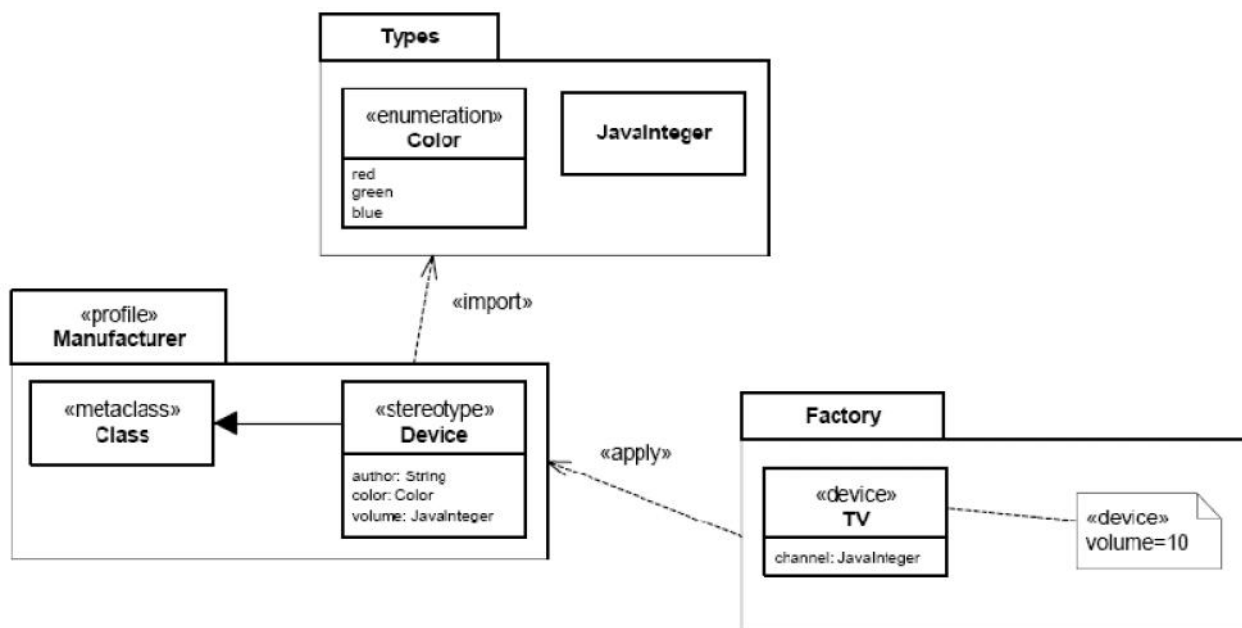 Types
«enumeration»
Color
red
green
blue
JavaInteger
«import»
«profile»
Manufacturer
«metaclass»
Class
«stereotype»
Device
author: String
color: Color
volume: JavaInteger
«apply»
Factory
«device»
TV
channel: JavaInteger
«device»
volume=10